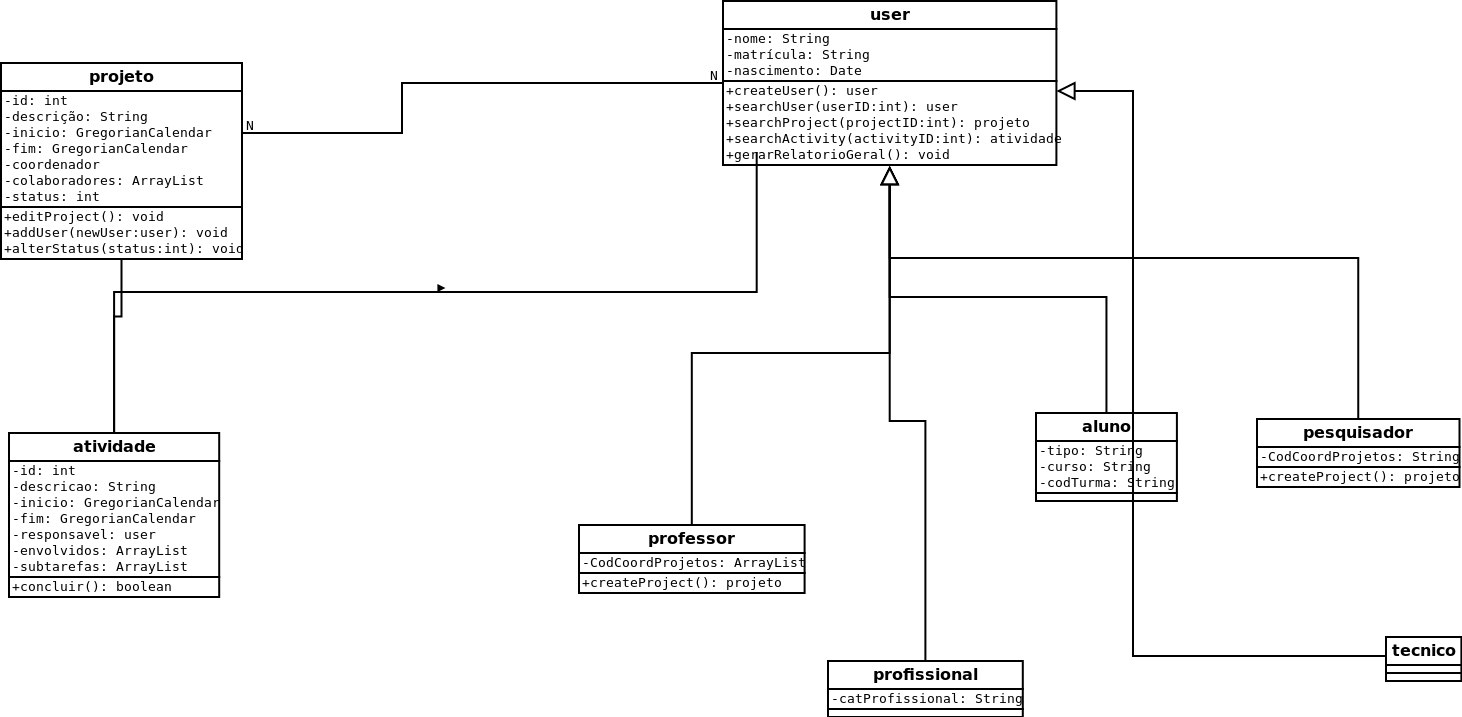 user
-nome: String
-matrícula: String
-nascimento: Date
+createUser(): user
+searchUser(userID:int): user
+searchProject(projectID:int): projeto
+searchActivity(activityID:int): atividade
+gerarRelatorioGeral(): void
N
projeto
-id: int
-descrição: String
-inicio: GregorianCalendar
-fim: GregorianCalendar
-coordenador
-colaboradores: ArrayList
-status: int
+editProject(): void
+addUser(newUser:user): void
+alterStatus(status:int): void
N
atividade
-id: int
-descricao: String
-inicio: GregorianCalendar
-fim: GregorianCalendar
-responsavel: user
-envolvidos: ArrayList
-subtarefas: ArrayList
+concluir(): boolean
professor
-CodCoordProjetos: ArrayList
+createProject(): projeto
profissional
-catProfissional: String
aluno
-tipo: String
-curso: String
-codTurma: String
pesquisador
-CodCoordProjetos: String
+createProject(): projeto
tecnico